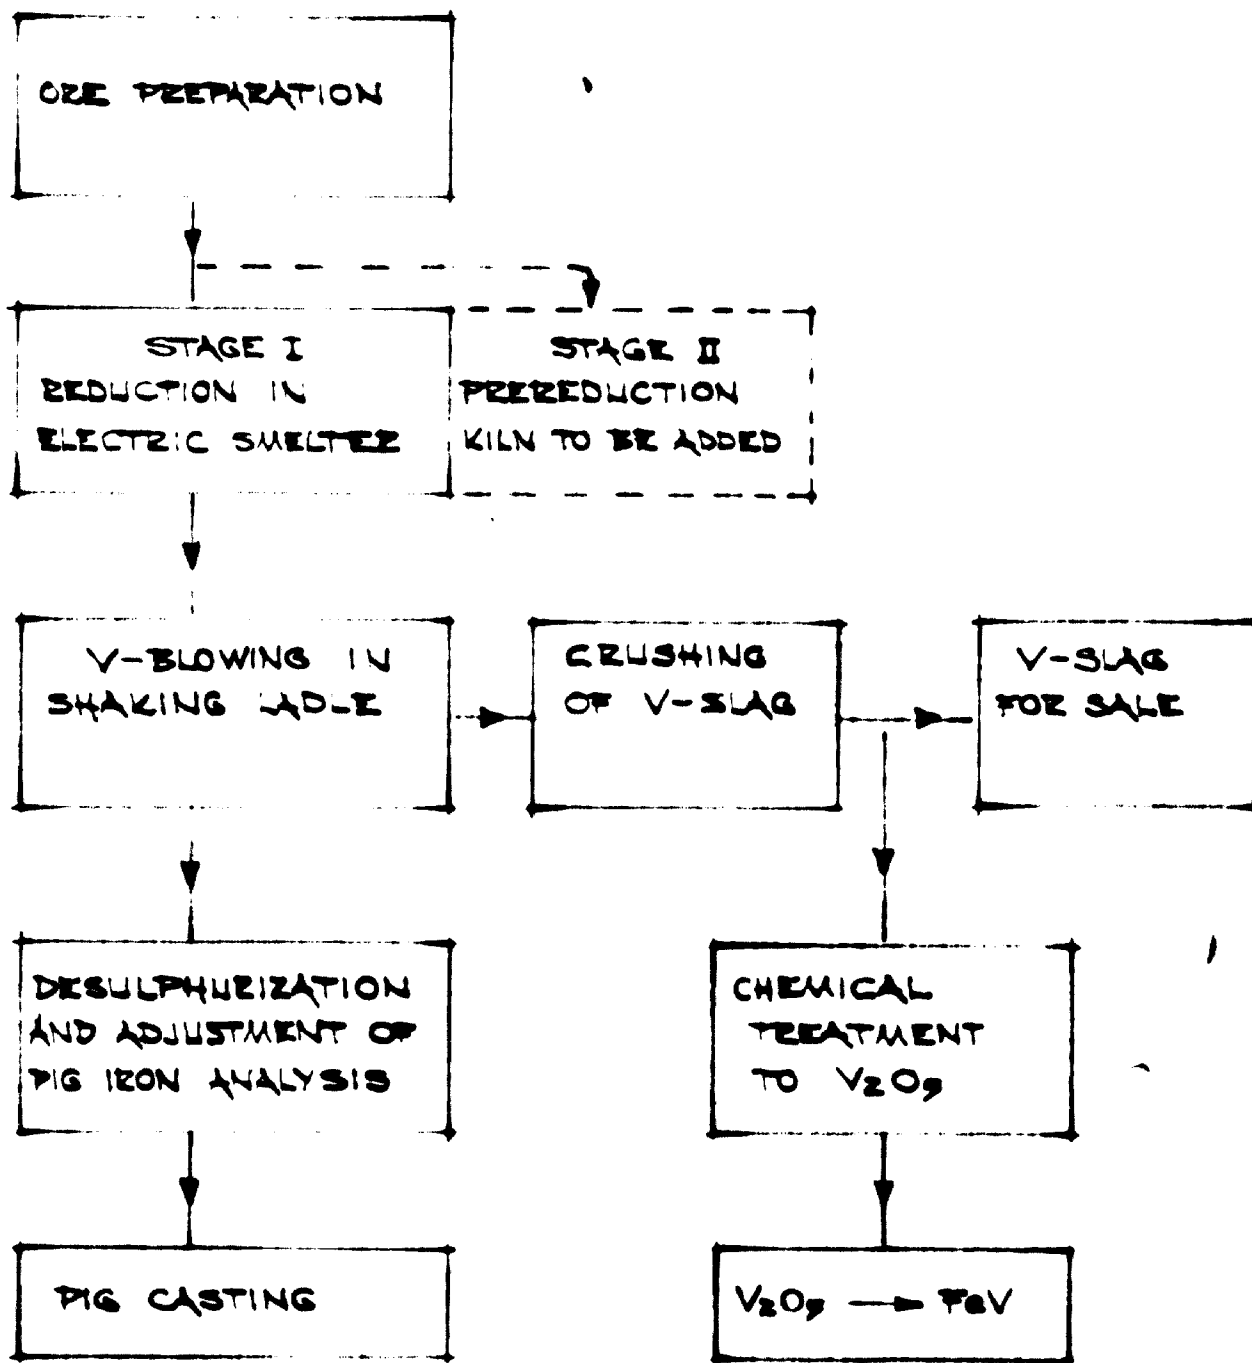 ORE PREPARATION
STAGE I
REDUCTION IN
ELECTRIC SMELTER
STAGE II
PREREDUCTION
KILN TO BE ADDED
V-BLOWING IN
SHAKING LADLE
CRUSHING
OF V-SLAG
V-SLAG
FOR SALE
DESULPHURIZATION
AND ADJUSTMENT OF
PIG IRON ANALYSIS
CHEMICAL
TREATMENT
TO V₂O₅
PIG CASTING
V₂O₅ → FeV